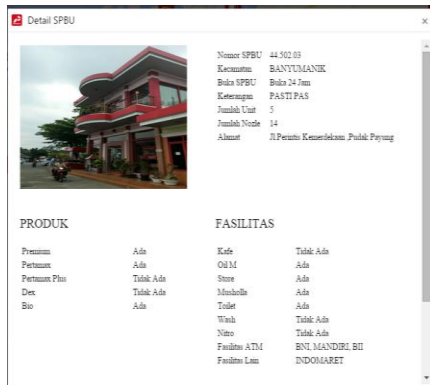 Detail SPBU
Nomor SPBU 44.502.03
Kecamatan BANYUMANIK
Buka SPBU Buka 24 Jam
Keterangan PASTI PAS
Jumlah Unit 5
Jumlah Nozle 14
Alamat Jl.Perintis Kemerdekaan ,Pudak Payung
PRODUK
Premium Ada
Pertamax Ada
Pertamax Plus Tidak Ada
Dex Tidak Ada
Bio Ada
FASILITAS
Kafe Tidak Ada
Oil M Ada
Store Ada
Musholla Ada
Toilet Ada
Wash Tidak Ada
Nitro Tidak Ada
Fasilitas ATM BNI, MANDIRI, BII
Fasilitas Lain INDOMARET